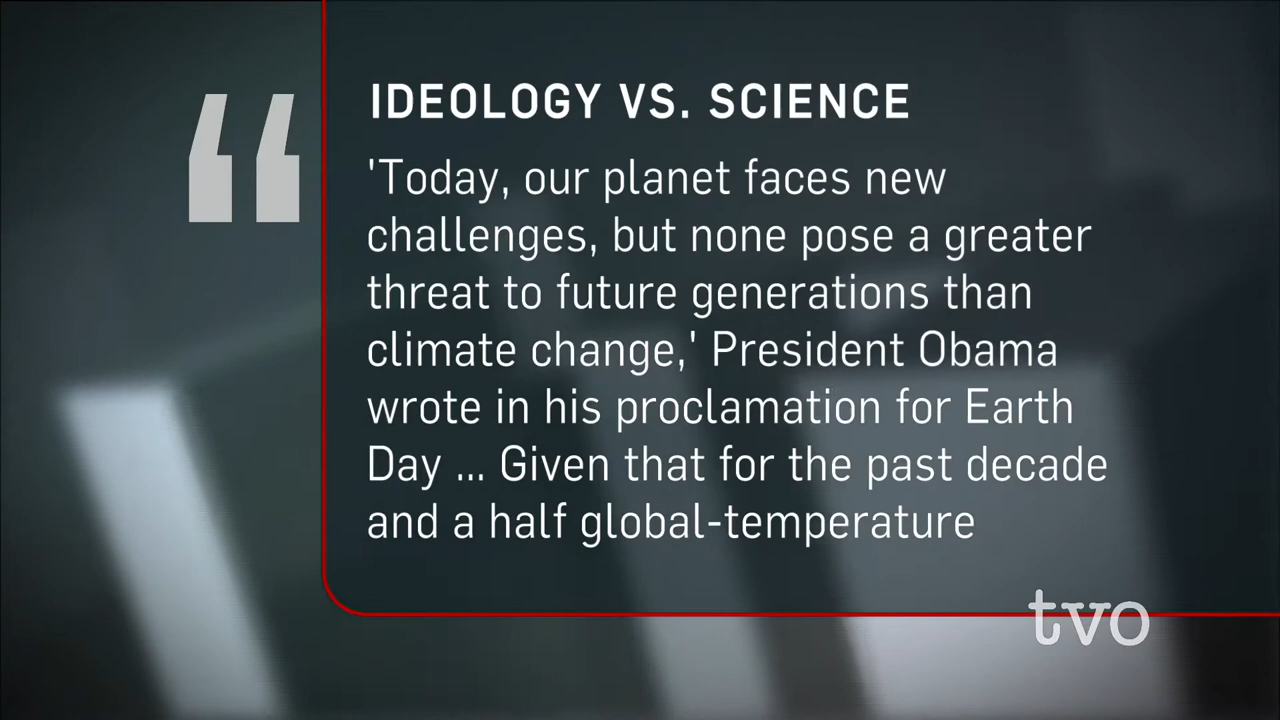 “
IDEOLOGY VS. SCIENCE
'Today, our planet faces new
challenges, but none pose a greater
threat to future generations than
climate change,' President Obama
wrote in his proclamation for Earth
Day ... Given that for the past decade
and a half global-temperature
tvo